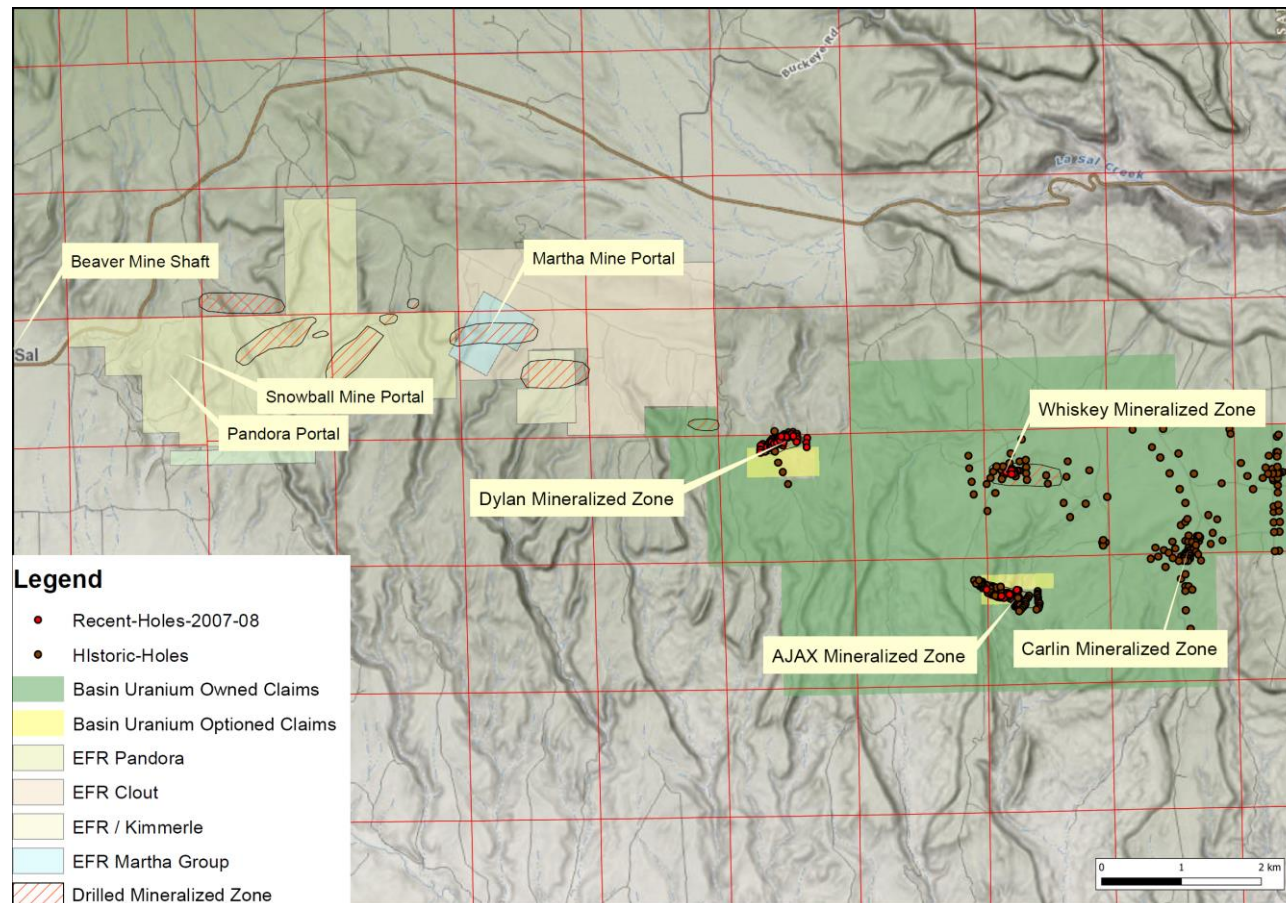 Buckeye Rd
La Sal Creek
Beaver Mine Shaft
Martha Mine Portal
Sal
Snowball Mine Portal
Pandora Portal
Whiskey Mineralized Zone
Dylan Mineralized Zone
AJAX Mineralized Zone
Carlin Mineralized Zone
Legend
Recent-Holes-2007-08
HIstoric-Holes
Basin Uranium Owned Claims
Basin Uranium Optioned Claims
EFR Pandora
EFR Clout
EFR / Kimmerle
EFR Martha Group
Drilled Mineralized Zone
0 1 2 km